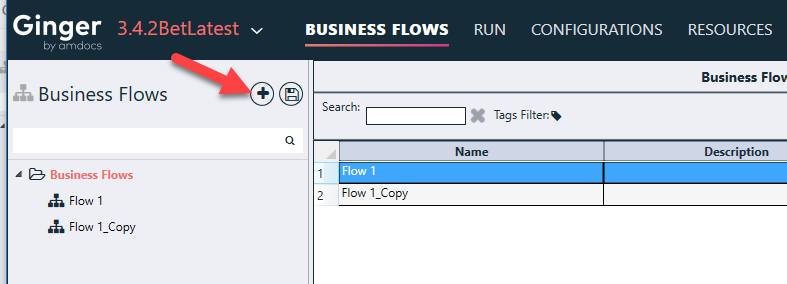 Ginger
by amdocs
3.4.2BetLatest
BUSINESS FLOWS
RUN
CONFIGURATIONS
RESOURCES
Business Flows
Business Flows
Flow 1
Flow 1_Copy
Business Flow
Search:
Tags Filter:
Name
Description
1
Flow 1
2
Flow 1_Copy